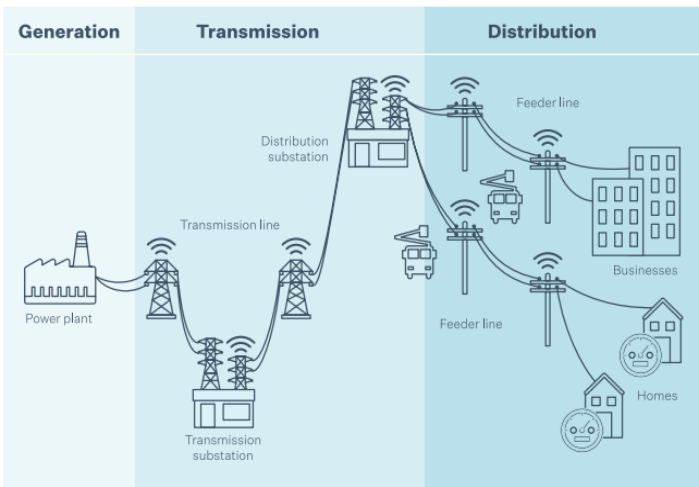 Generation
Transmission
Distribution
Feeder line
Distribution
substation
Transmission line
Businesses
Power plant
Feeder line
Homes
Transmission
substation